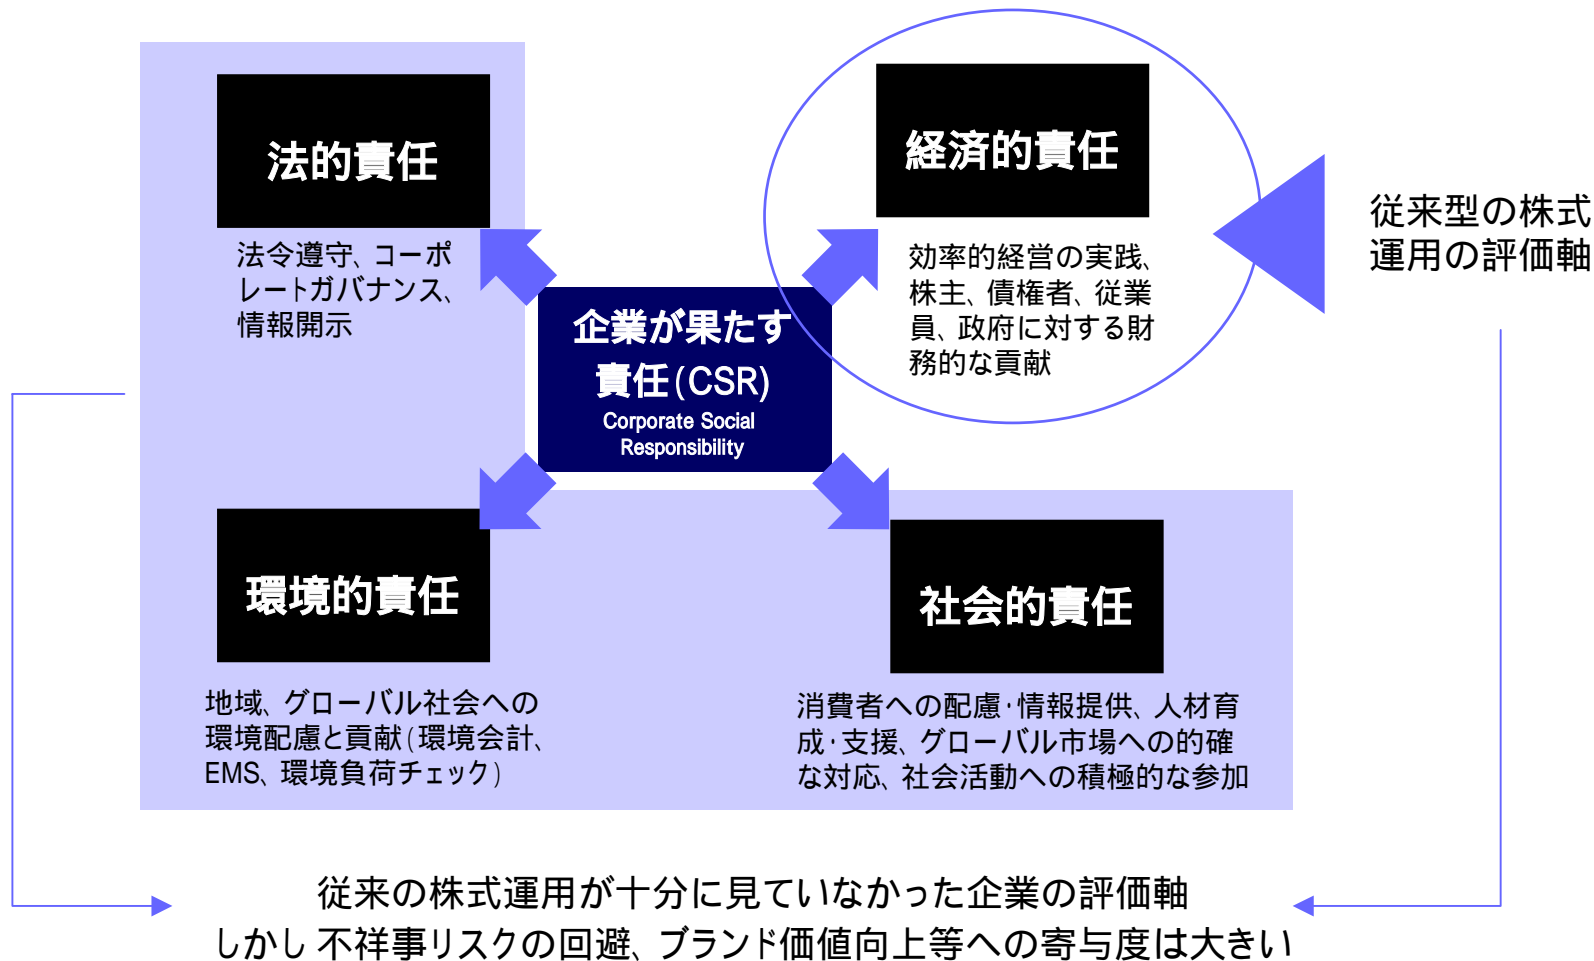 法的責任
法令遵守、コーポ
レートガバナンス、
情報開示
経済的責任
効率的経営の実践、
株主、債権者、従業
員、政府に対する財
務的な貢献
従来型の株式
運用の評価軸
企業が果たす
責任(CSR)
Corporate Social
Responsibility
環境的責任
地域、グローバル社会への
環境配慮と貢献(環境会計、
EMS、環境負荷チェック)
社会的責任
消費者への配慮・情報提供、人材育
成・支援、グローバル市場への的確
な対応、社会活動への積極的な参加
従来の株式運用が十分に見ていなかった企業の評価軸
しかし 不祥事リスクの回避、ブランド価値向上等への寄与度は大きい